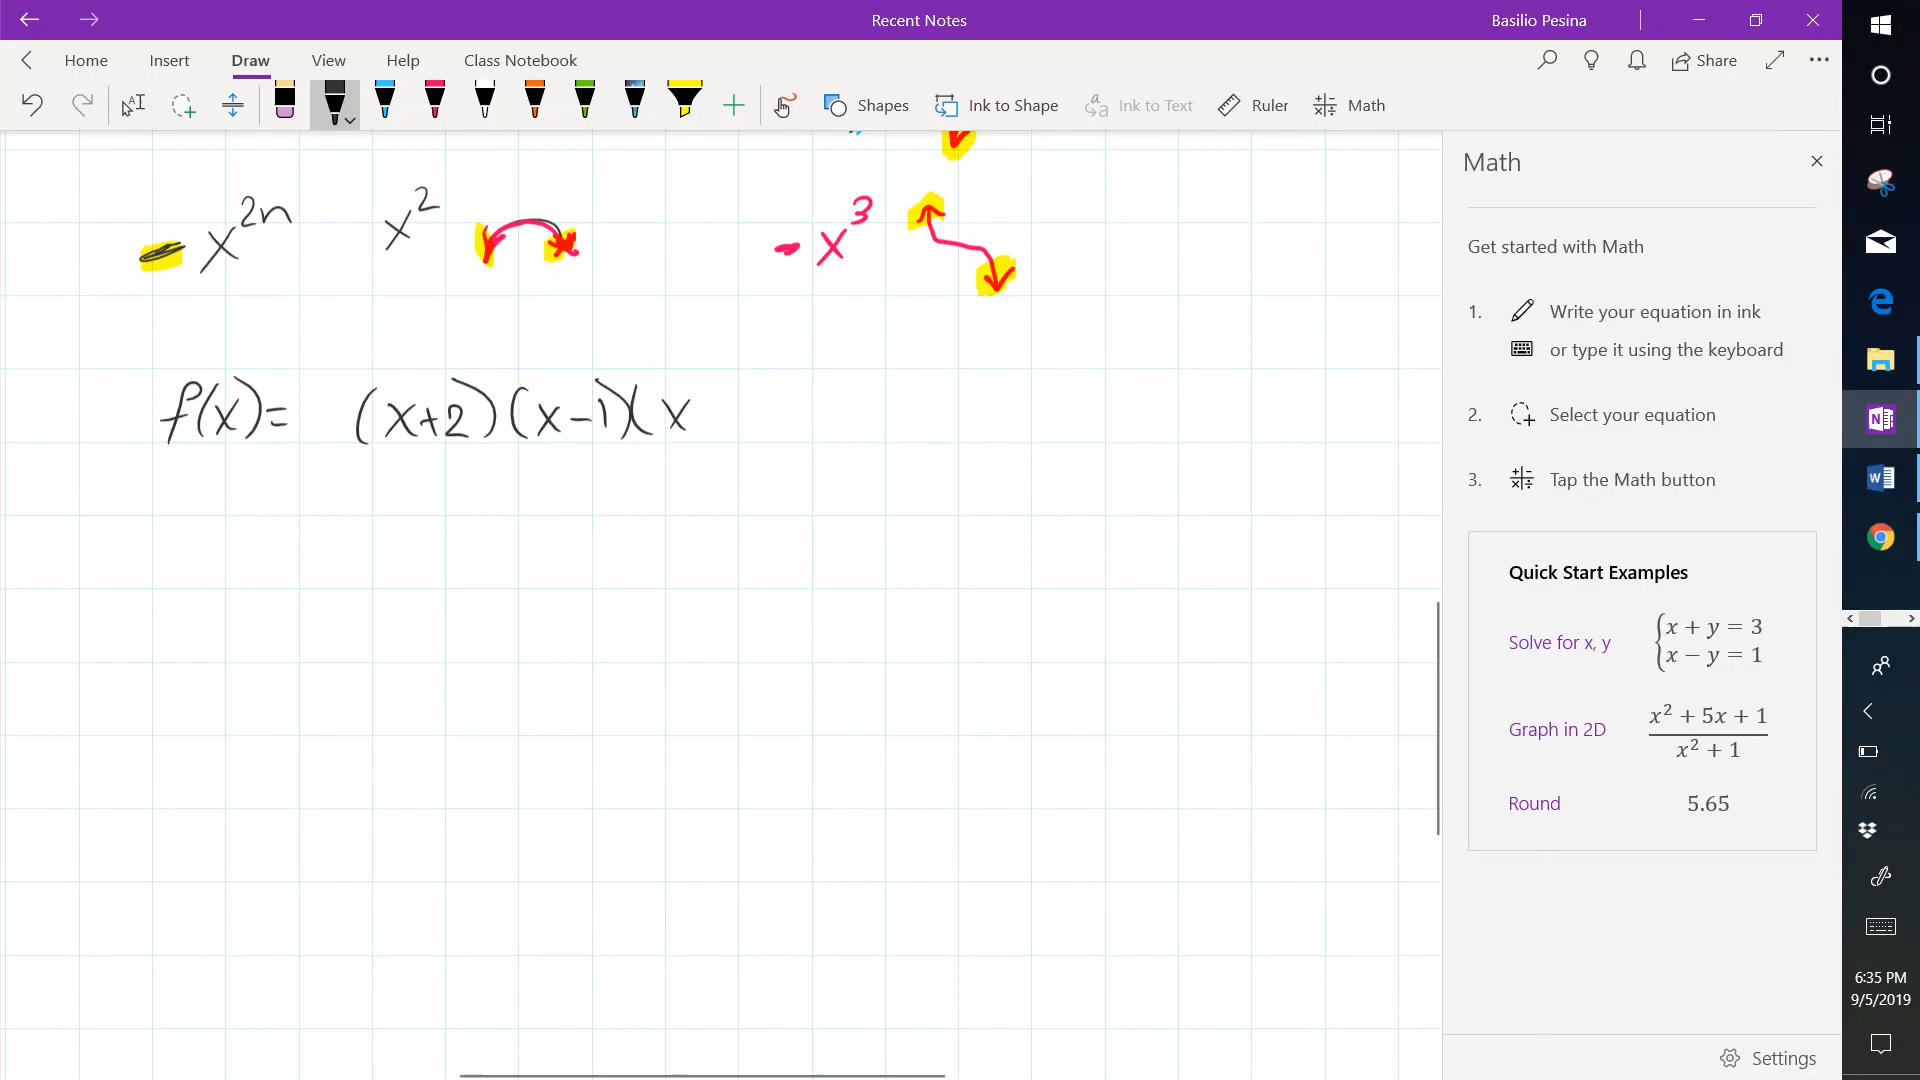 Recent Notes
Basilio Pesina
Home Insert Draw View Help Class Notebook
Share
Shapes Ink to Shape Ink to Text Ruler Math
- x^{2n} x^2 - x^3
f(x)= (x+2)(x-1)(x
Math
Get started with Math
1. Write your equation in ink
or type it using the keyboard
2. Select your equation
3. Tap the Math button
Quick Start Examples
Solve for x, y { x + y = 3
x − y = 1
Graph in 2D x² + 5x + 1
x² + 1
Round 5.65
6:35 PM
9/5/2019
Settings